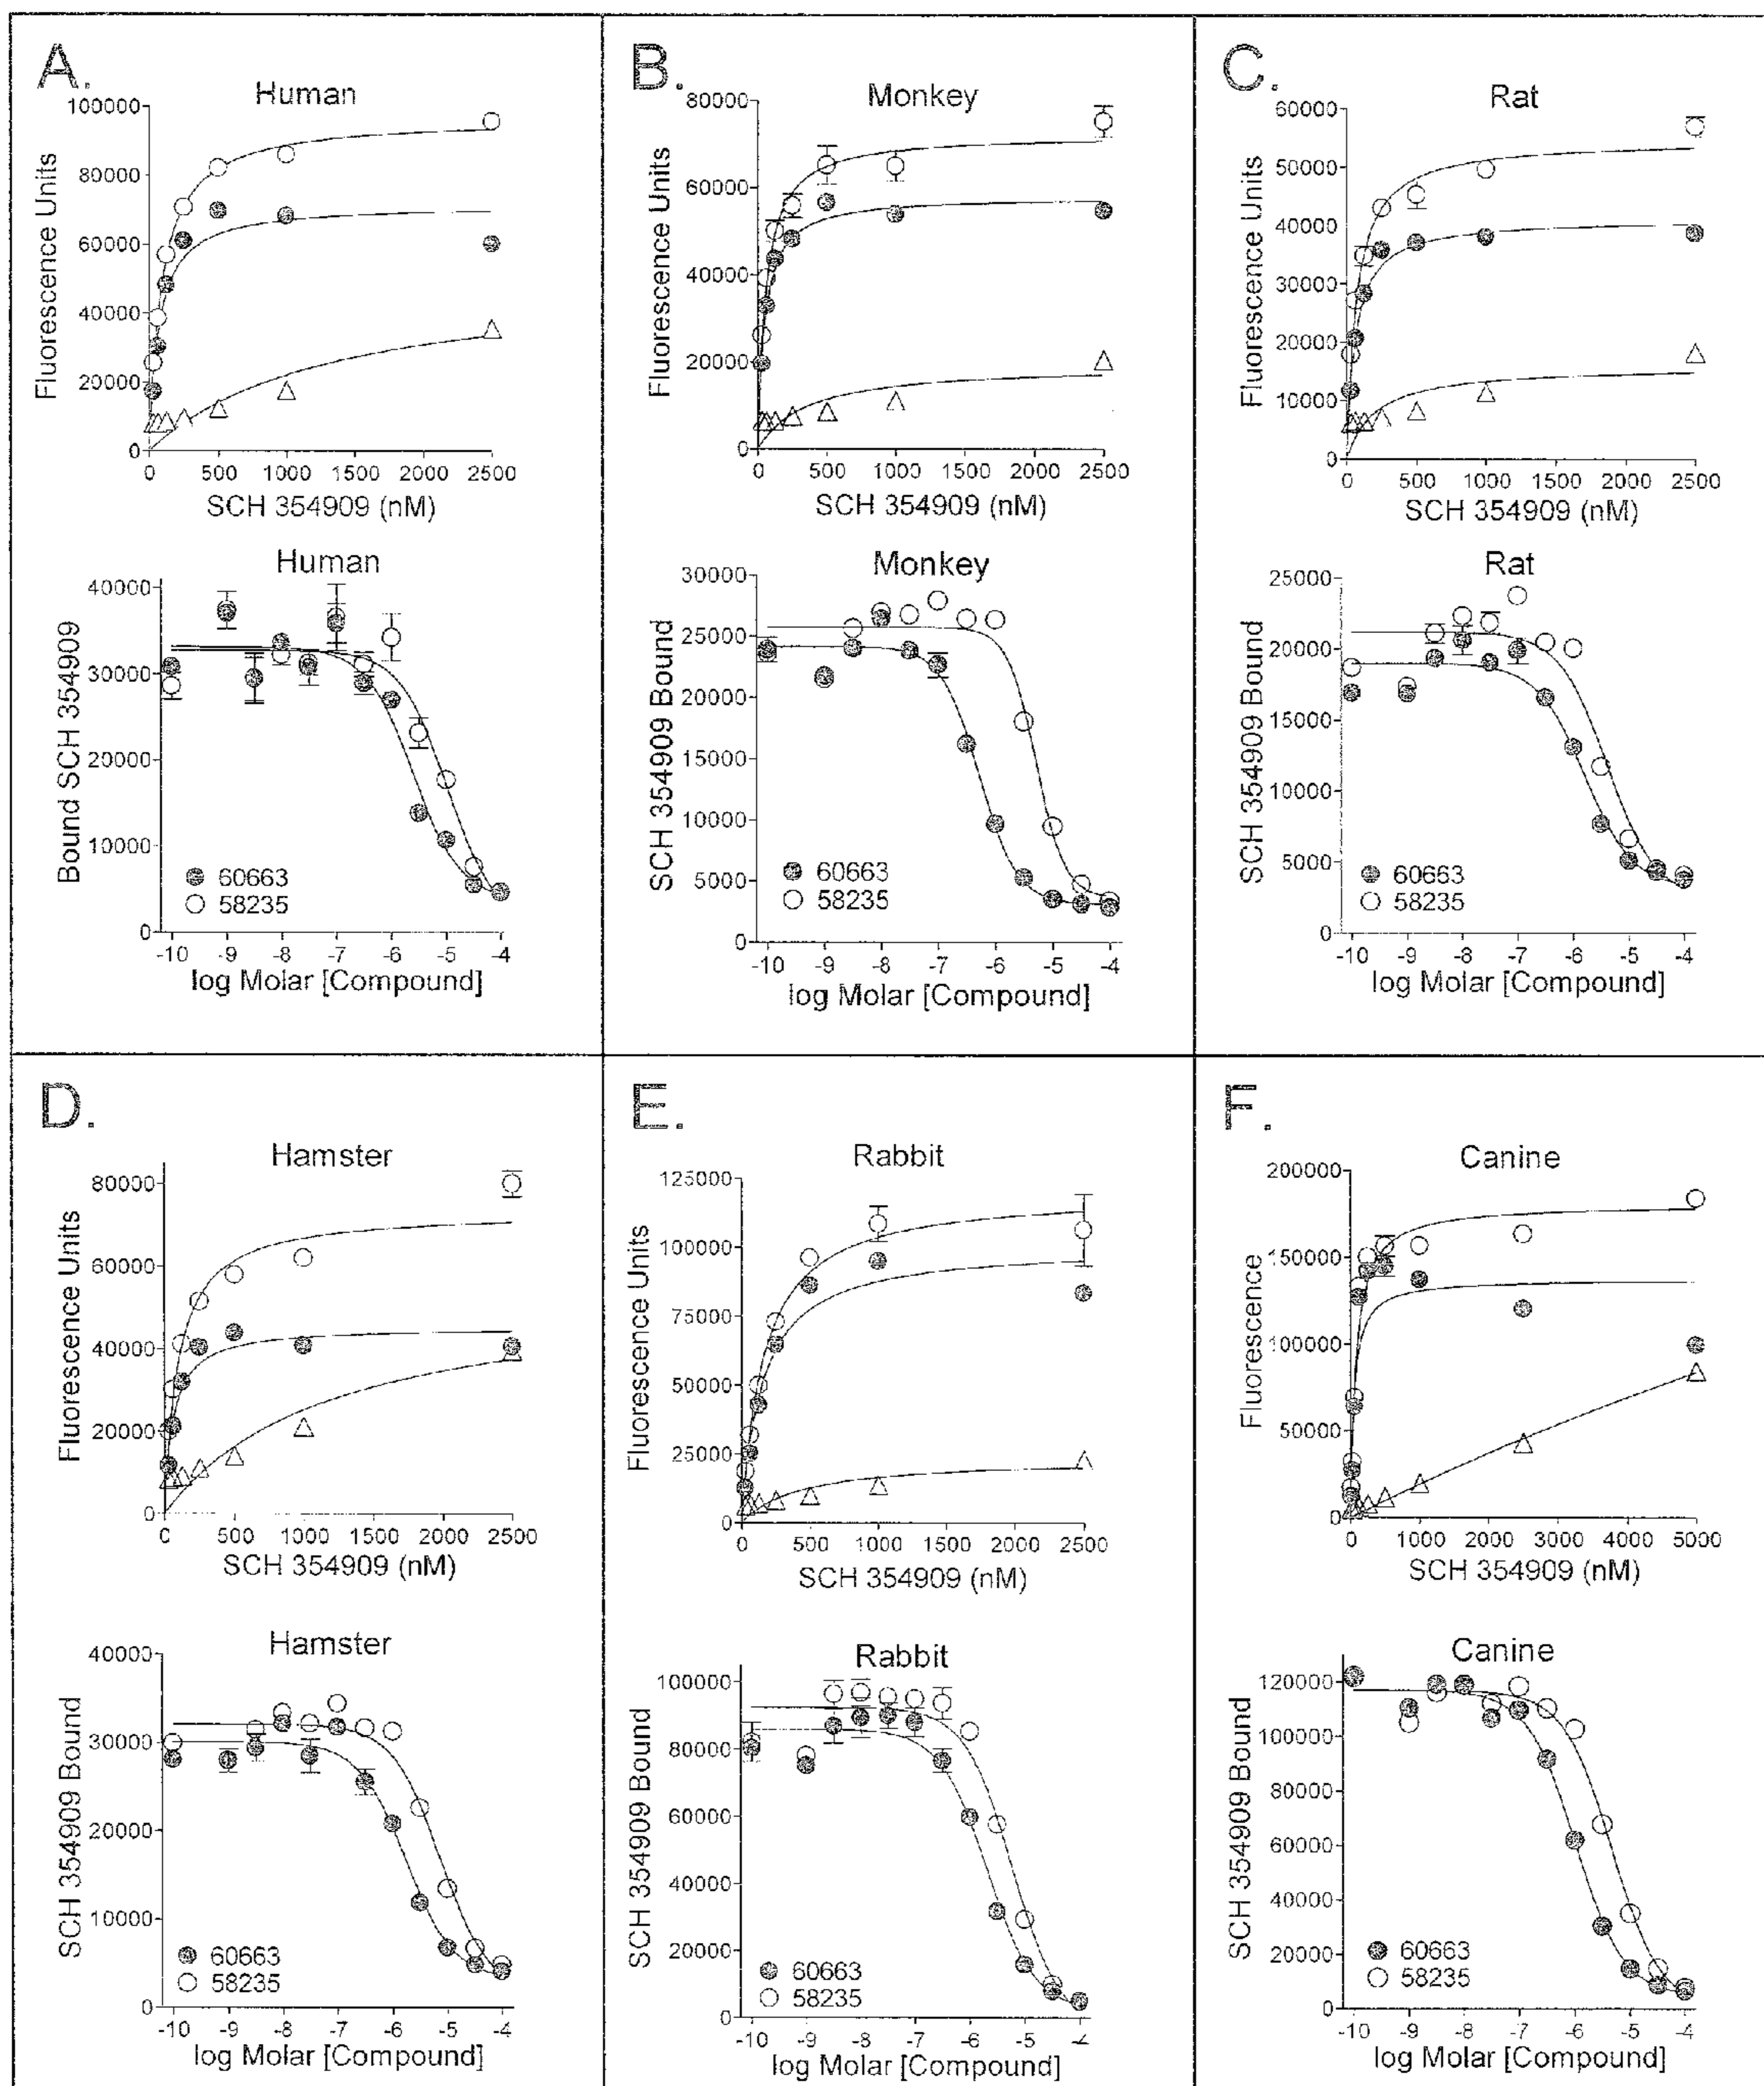 A.
Human
Fluorescence Units
100000
80000
60000
40000
20000
0
0 500 1000 1500 2000 2500
SCH 354909 (nM)
Human
Bound SCH 354909
40000
30000
20000
10000
0
60663
58235
-10 -9 -8 -7 -6 -5 -4
log Molar [Compound]
B.
Monkey
Fluorescence Units
80000
60000
40000
20000
0
0 500 1000 1500 2000 2500
SCH 354909 (nM)
Monkey
SCH 354909 Bound
30000
25000
20000
15000
10000
5000
0
60663
58235
-10 -9 -8 -7 -6 -5 -4
log Molar [Compound]
C.
Rat
Fluorescence Units
60000
50000
40000
30000
20000
10000
0
0 500 1000 1500 2000 2500
SCH 354909 (nM)
Rat
SCH 354909 Bound
25000
20000
15000
10000
5000
0
60663
58235
-10 -9 -8 -7 -6 -5 -4
log Molar [Compound]
D.
Hamster
Fluorescence Units
80000
60000
40000
20000
0
0 500 1000 1500 2000 2500
SCH 354909 (nM)
Hamster
SCH 354909 Bound
40000
30000
20000
10000
0
60663
58235
-10 -9 -8 -7 -6 -5 -4
log Molar [Compound]
E.
Rabbit
Fluorescence Units
125000
100000
75000
50000
25000
0
0 500 1000 1500 2000 2500
SCH 354909 (nM)
Rabbit
SCH 354909 Bound
100000
80000
60000
40000
20000
0
60663
58235
-10 -9 -8 -7 -6 -5 -4
log Molar [Compound]
F.
Canine
Fluorescence
200000
150000
100000
50000
0
0 1000 2000 3000 4000 5000
SCH 354909 (nM)
Canine
SCH 354909 Bound
120000
100000
80000
60000
40000
20000
0
60663
58235
-10 -9 -8 -7 -6 -5 -4
log Molar [Compound]